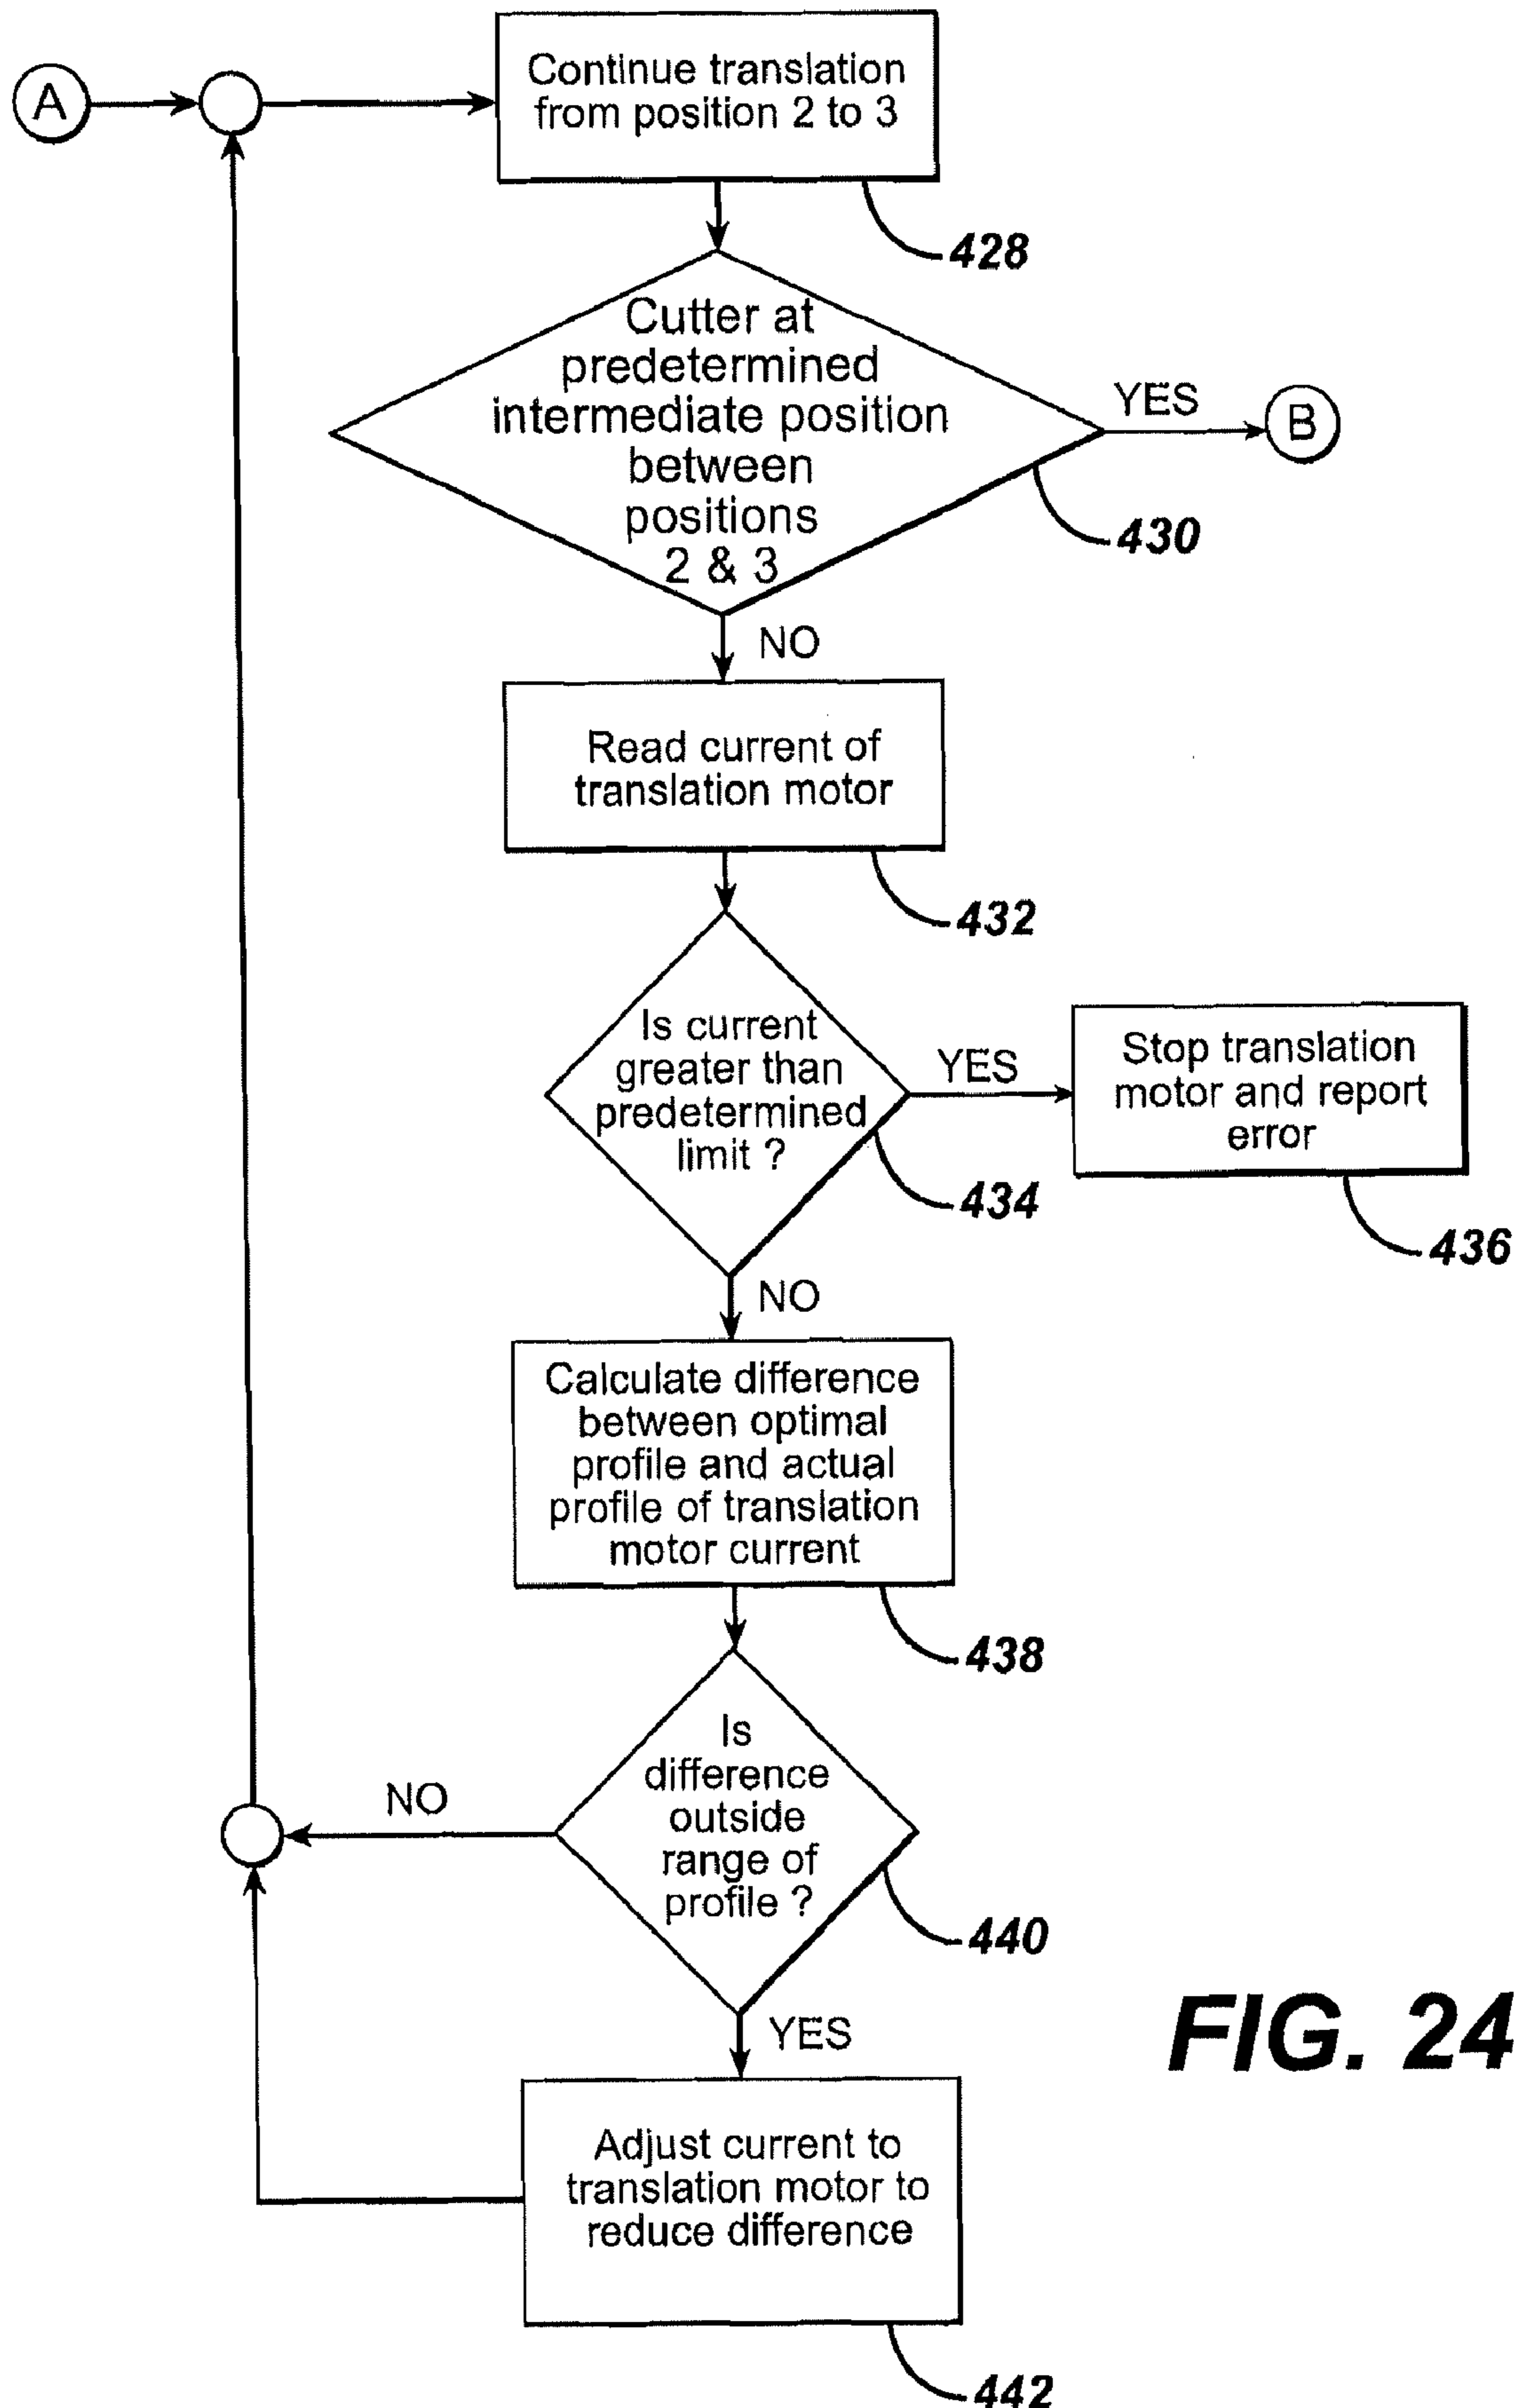 A
Continue translation
from position 2 to 3
428
Cutter at
predetermined
intermediate position
between
positions
2 & 3
YES
B
430
NO
Read current of
translation motor
432
Is current
greater than
predetermined
limit ?
YES
Stop translation
motor and report
error
434
436
NO
Calculate difference
between optimal
profile and actual
profile of translation
motor current
438
Is
difference
outside
range of
profile ?
NO
440
YES
FIG. 24
Adjust current to
translation motor to
reduce difference
442